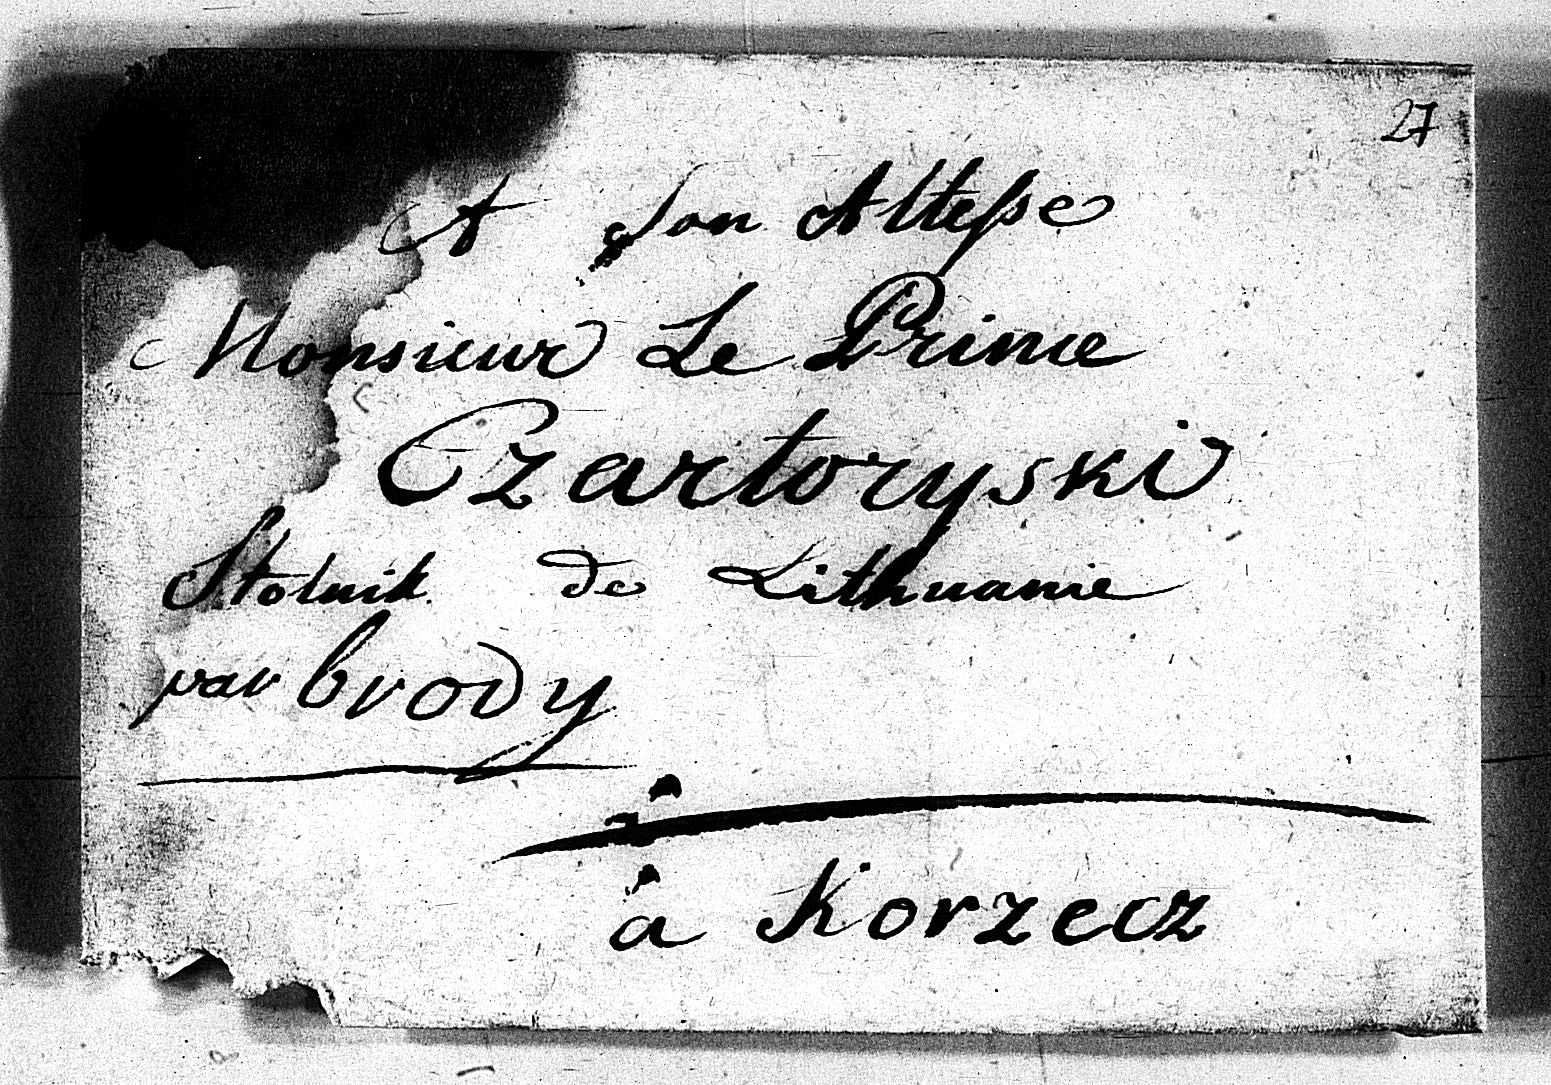 27
A Son Altesse
Monsieur Le Prince
Czartoryski
Stolnik de Lithuanie
par brody
à Korzecz